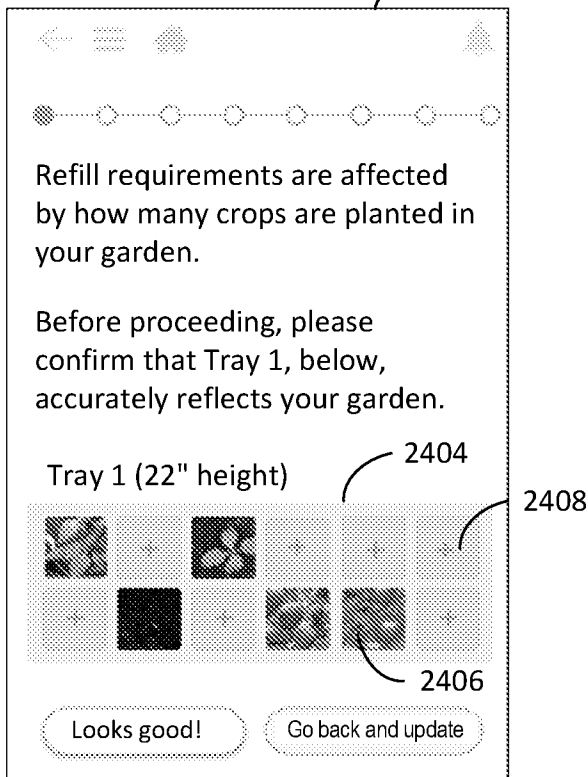 Refill requirements are affected
by how many crops are planted in
your garden.
Before proceeding, please
confirm that Tray 1, below,
accurately reflects your garden.
Tray 1 (22" height)
2404
2408
2406
Looks good!
Go back and update